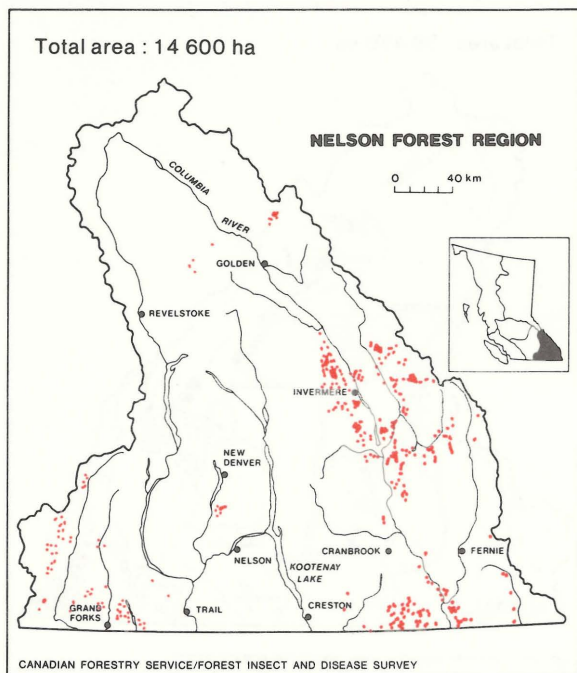 Total area : 14 600 ha
NELSON FOREST REGION
0 40 km
COLUMBIA
RIVER
GOLDEN
REVELSTOKE
INVERMERE
NEW
DENVER
NELSON
KOOTENAY
LAKE
CRANBROOK
FERNIE
GRAND
FORKS
TRAIL
CRESTON
CANADIAN FORESTRY SERVICE/FOREST INSECT AND DISEASE SURVEY